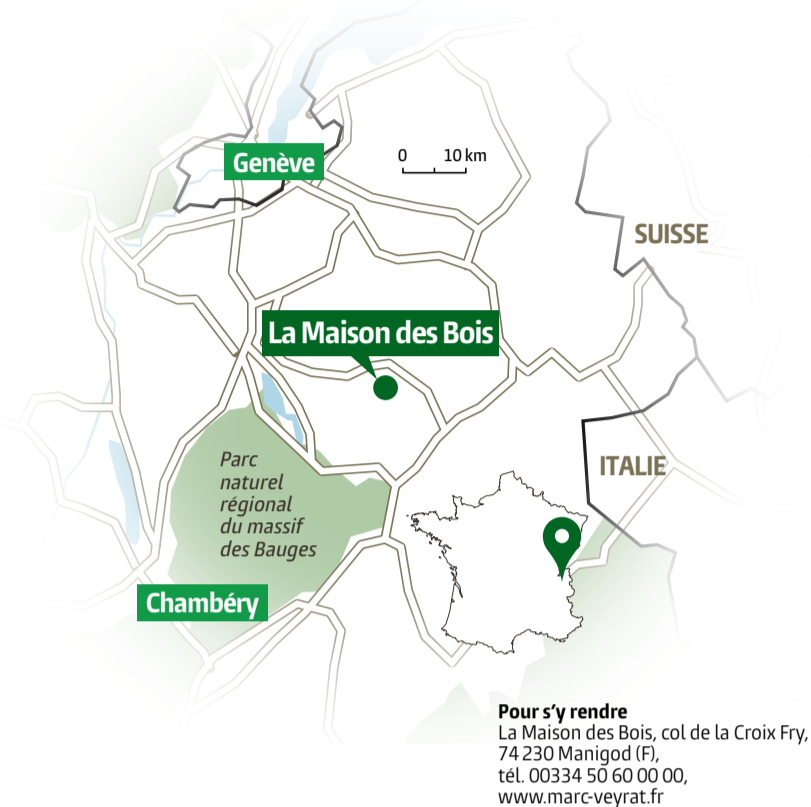 Genève
0 10 km
SUISSE
La Maison des Bois
ITALIE
Parc
naturel
régional
du massif
des Bauges
Chambéry
Pour s’y rendre
La Maison des Bois, col de la Croix Fry,
74 230 Manigod (F),
tél. 00334 50 60 00 00,
www.marc-veyrat.fr